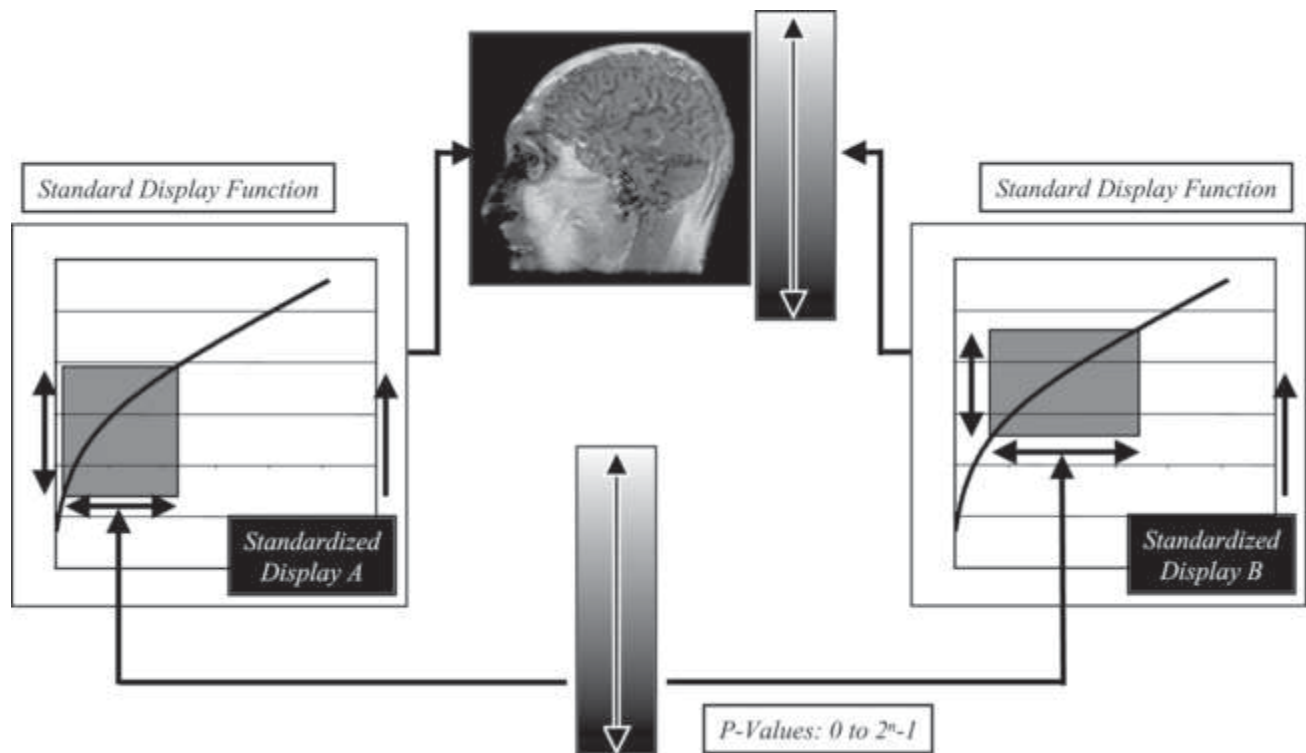 Standard Display Function
Standard Display Function
Standardized
Display A
Standardized
Display B
P-Values: 0 to 2ⁿ-1